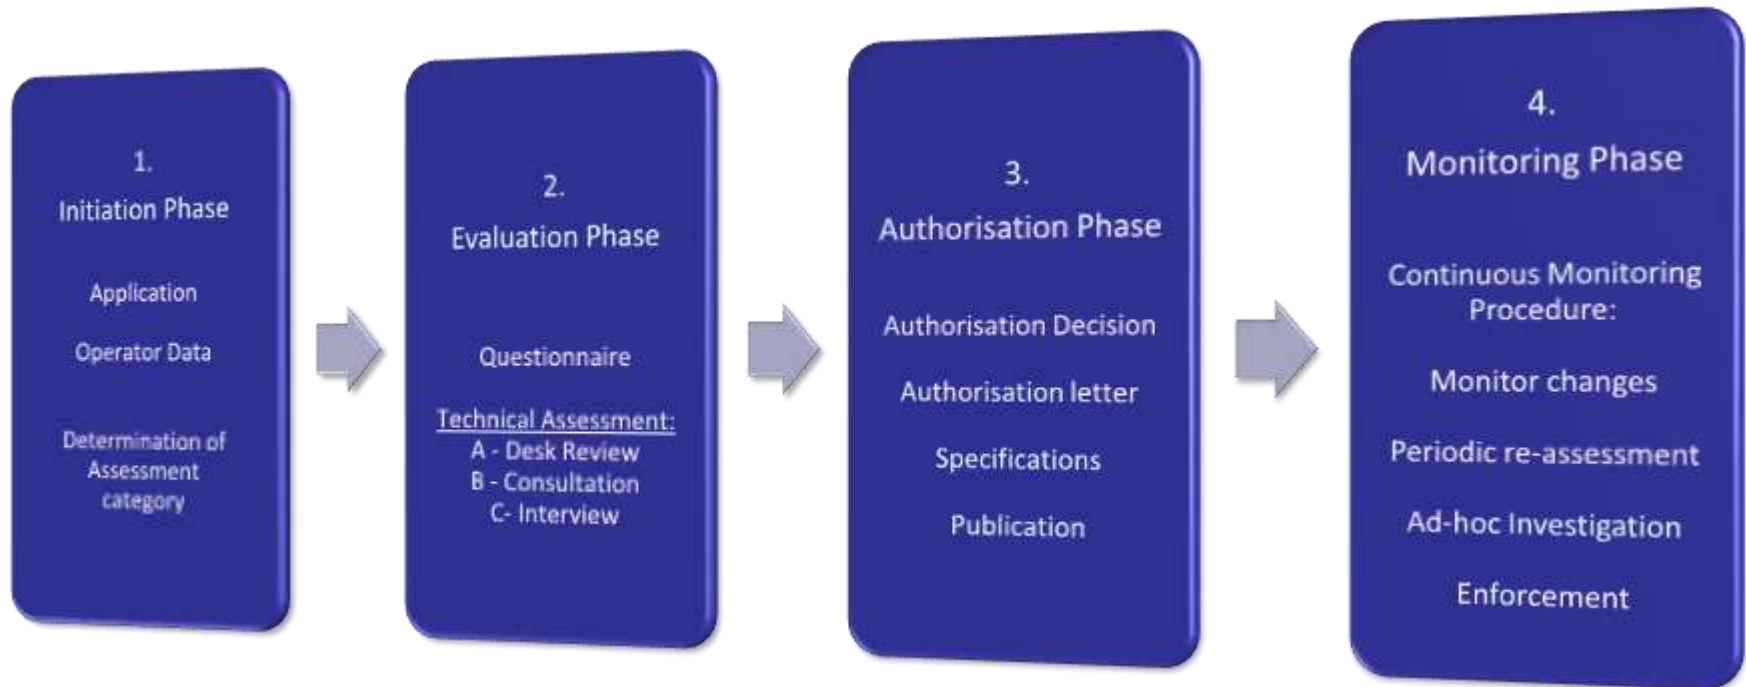 1.
Initiation Phase
Application
Operator Data
Determination of
Assessment
category
2.
Evaluation Phase
Questionnaire
Technical Assessment:
A - Desk Review
B - Consultation
C- Interview
3.
Authorisation Phase
Authorisation Decision
Authorisation letter
Specifications
Publication
4.
Monitoring Phase
Continuous Monitoring
Procedure:
Monitor changes
Periodic re-assessment
Ad-hoc Investigation
Enforcement